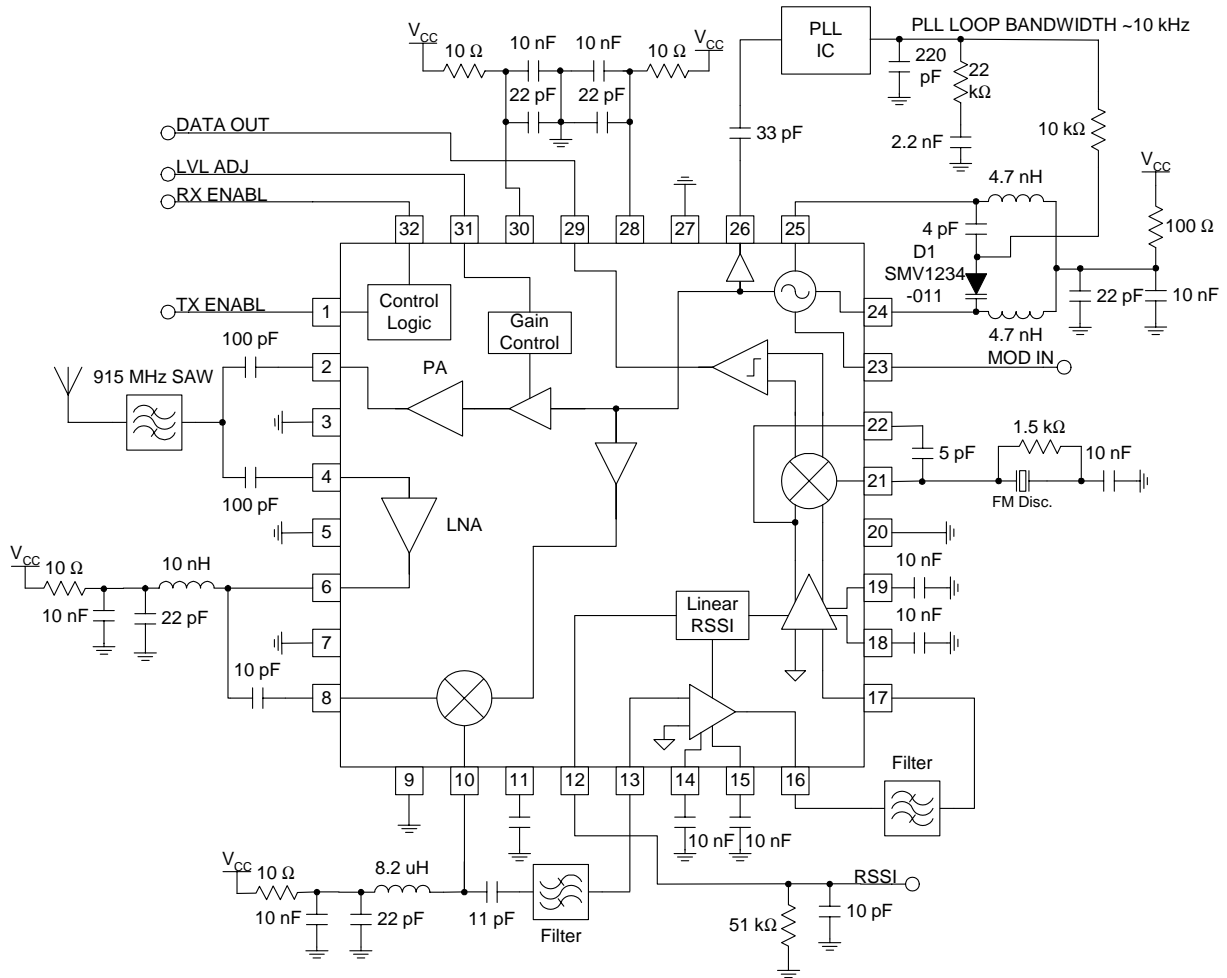 PLL IC
PLL LOOP BANDWIDTH ~10 kHz
VCC
10 Ω
10 nF
10 nF
10 Ω
VCC
22 pF
22 pF
220 pF
22 kΩ
2.2 nF
10 kΩ
33 pF
DATA OUT
LVL ADJ
RX ENABL
TX ENABL
4.7 nH
VCC
100 Ω
4 pF
D1
SMV1234
-011
22 pF
10 nF
4.7 nH
MOD IN
32
31
30
29
28
27
26
25
1
2
3
4
5
6
7
8
24
23
22
21
20
19
18
17
9
10
11
12
13
14
15
16
Control Logic
Gain Control
PA
LNA
Linear RSSI
100 pF
915 MHz SAW
100 pF
VCC
10 Ω
10 nH
10 nF
22 pF
10 pF
5 pF
1.5 kΩ
10 nF
FM Disc.
10 nF
10 nF
Filter
10 nF
10 nF
VCC
10 Ω
8.2 uH
10 nF
22 pF
11 pF
Filter
RSSI
51 kΩ
10 pF